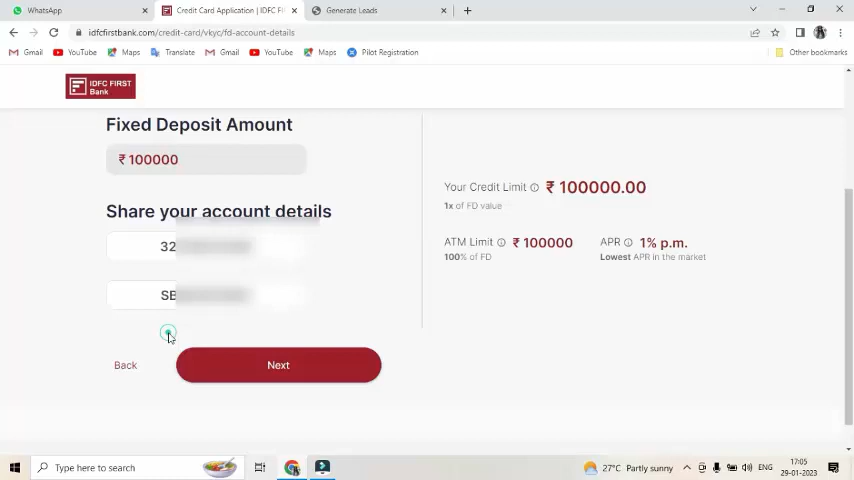 WhatsApp
Credit Card Application | IDFC FI
Generate Leads
idfcfirstbank.com/credit-card/vkyc/fd-account-details
Gmail YouTube Maps Translate Gmail YouTube Maps Pilot Registration Other bookmarks
IDFC FIRST
Bank
Fixed Deposit Amount
₹ 100000
Your Credit Limit ₹ 100000.00
1x of FD value
Share your account details
32
ATM Limit ₹ 100000 APR 1% p.m.
100% of FD Lowest APR in the market
SB
Back Next
Type here to search
27°C Partly sunny ENG 17:05
29-01-2023